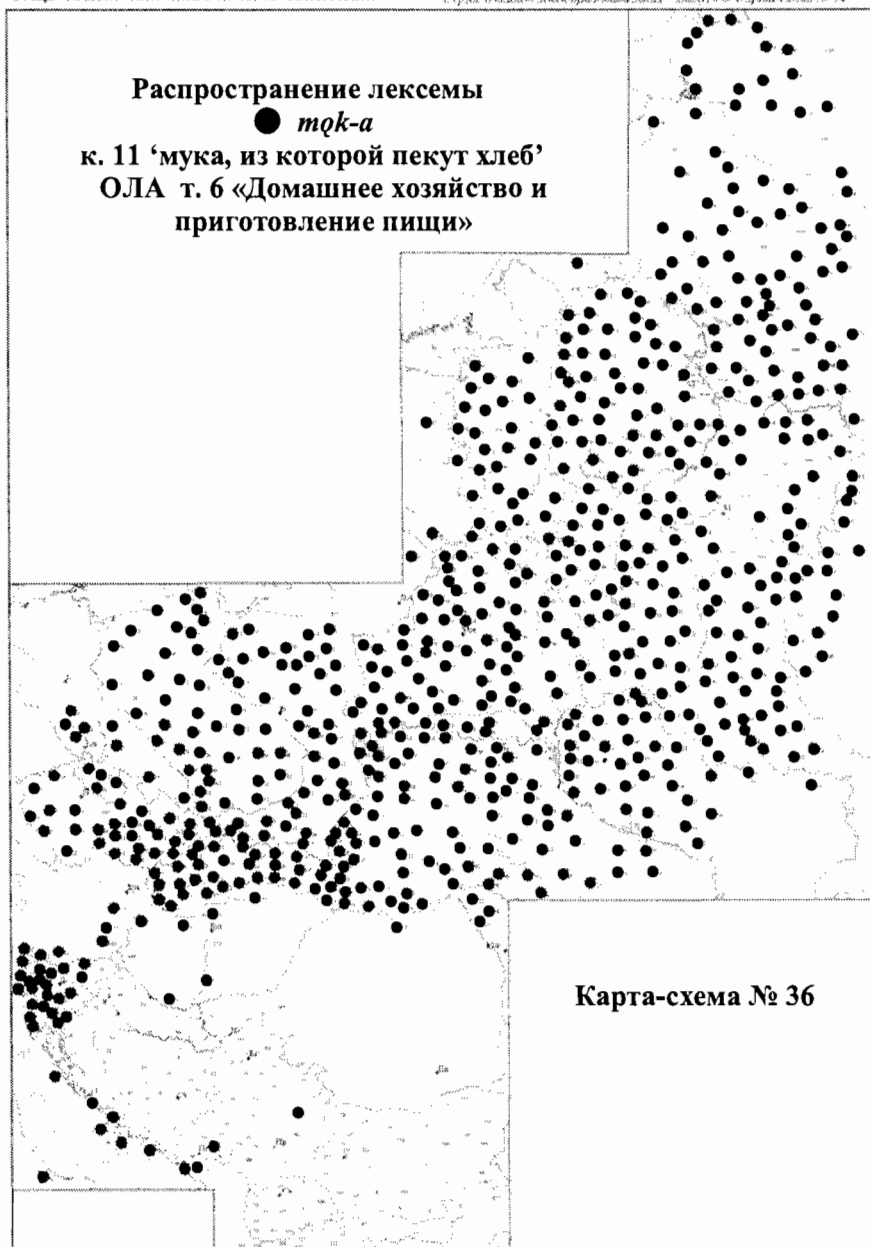 Распространение лексемы
● mǫk-a
к. 11 ‘мука, из которой пекут хлеб’
ОЛА т. 6 «Домашнее хозяйство и
приготовление пищи»
Карта-схема № 36